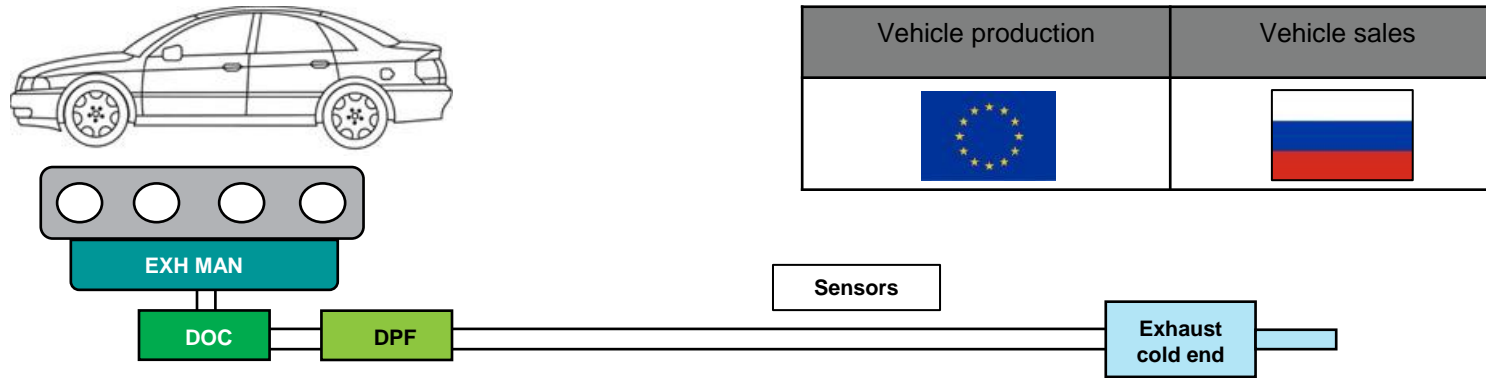 Vehicle production
Vehicle sales
EXH MAN
Sensors
DOC
DPF
Exhaust
cold end